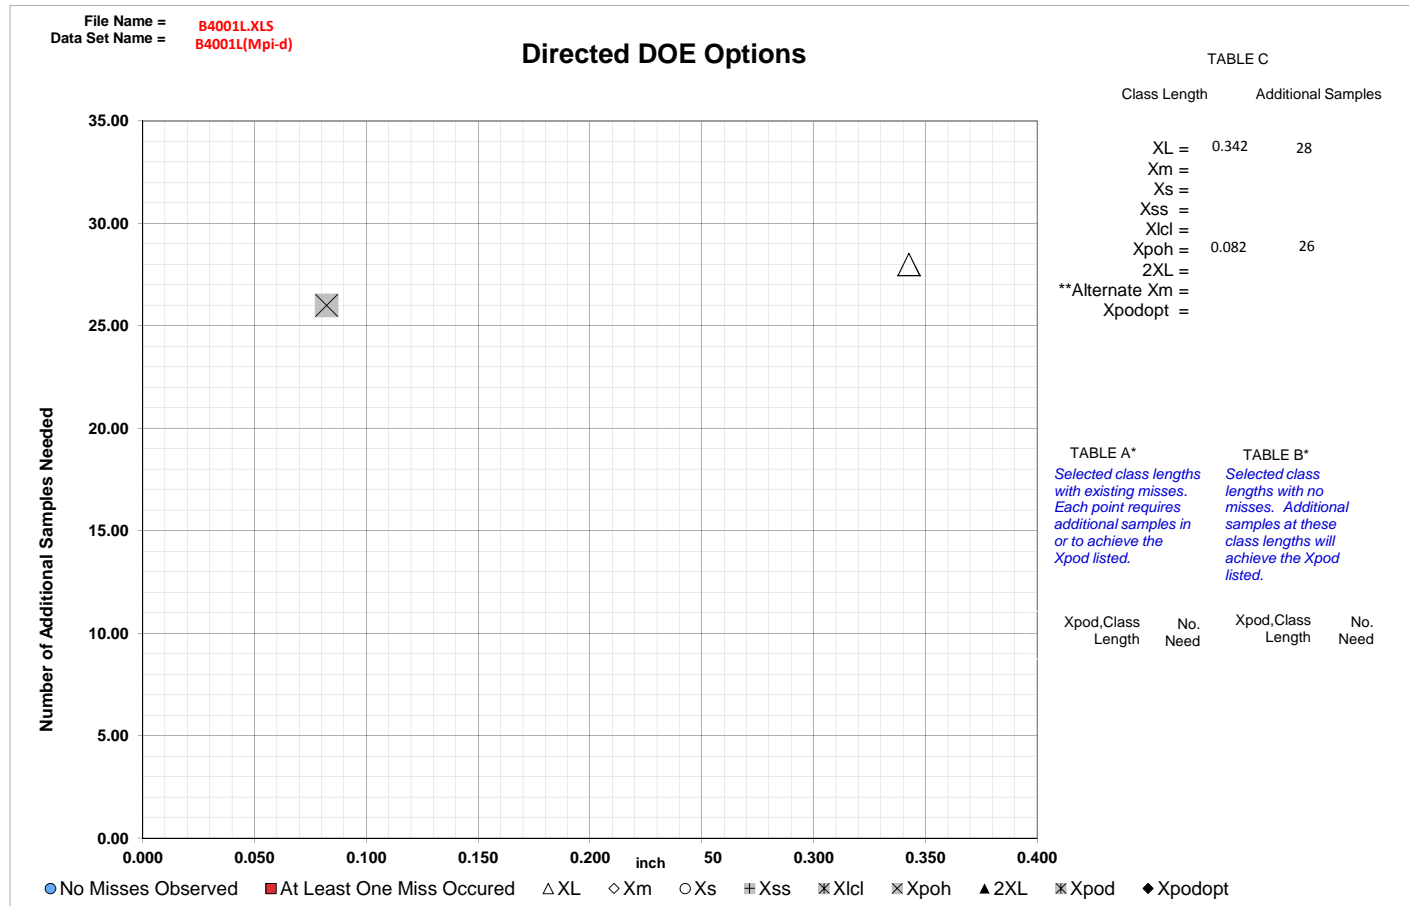 File Name = B4001L.XLS
Data Set Name = B4001L(Mpi-d)
Directed DOE Options
TABLE C
Class Length Additional Samples
XL = 0.342 28
Xm =
Xs =
Xss =
Xlcl =
Xpoh = 0.082 26
2XL =
**Alternate Xm =
Xpodopt =
TABLE A*
Selected class lengths
with existing misses.
Each point requires
additional samples in
or to achieve the
Xpod listed.
TABLE B*
Selected class
lengths with no
misses. Additional
samples at these
class lengths will
achieve the Xpod
listed.
Xpod,Class
Length
No.
Need
Xpod,Class
Length
No.
Need
Number of Additional Samples Needed
35.00
30.00
25.00
20.00
15.00
10.00
5.00
0.00
0.000 0.050 0.100 0.150 0.200 inch 50 0.300 0.350 0.400
No Misses Observed At Least One Miss Occured XL Xm Xs Xss Xlcl Xpoh 2XL Xpod Xpodopt